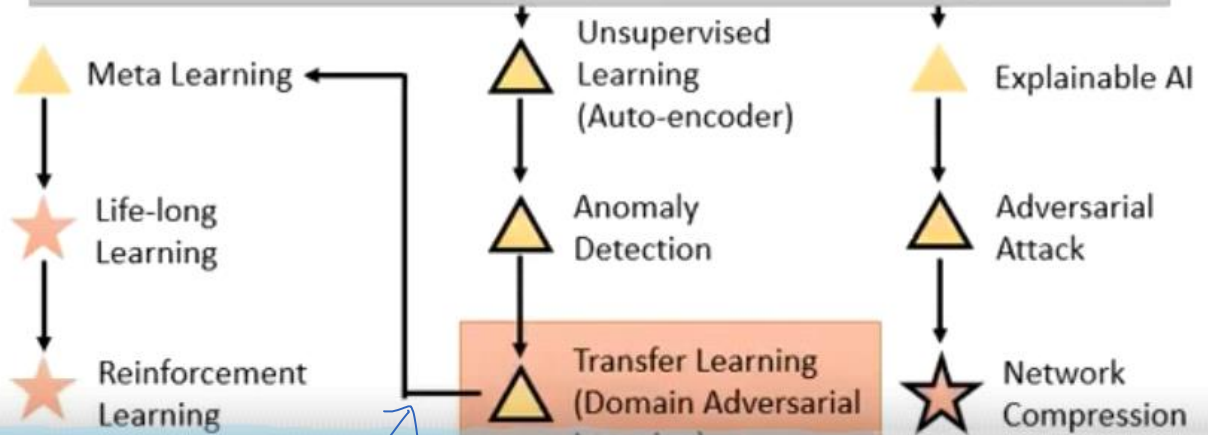 Meta Learning
Life-long
Learning
Reinforcement
Learning
Unsupervised
Learning
(Auto-encoder)
Anomaly
Detection
Transfer Learning
(Domain Adversarial
Explainable AI
Adversarial
Attack
Network
Compression